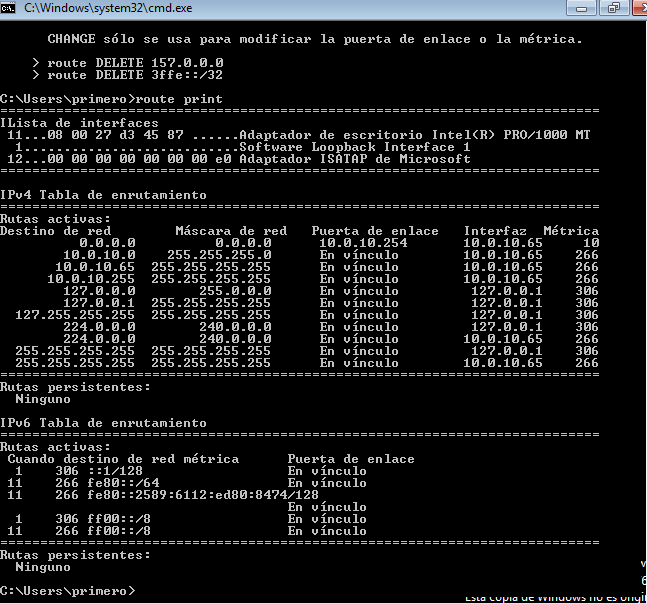 C:\Windows\system32\cmd.exe
CHANGE sólo se usa para modificar la puerta de enlace o la métrica.
> route DELETE 157.0.0.0
> route DELETE 3ffe::/32
C:\Users\primero>route print
===========================================================================
ILista de interfaces
11...08 00 27 d3 45 87 ......Adaptador de escritorio Intel(R) PRO/1000 MT
1...........................Software Loopback Interface 1
12...00 00 00 00 00 00 00 e0 Adaptador ISATAP de Microsoft
===========================================================================
IPv4 Tabla de enrutamiento
===========================================================================
Rutas activas:
Destino de red Máscara de red Puerta de enlace Interfaz Métrica
0.0.0.0 0.0.0.0 10.0.10.254 10.0.10.65 10
10.0.10.0 255.255.255.0 En vínculo 10.0.10.65 266
10.0.10.65 255.255.255.255 En vínculo 10.0.10.65 266
10.0.10.255 255.255.255.255 En vínculo 10.0.10.65 266
127.0.0.0 255.0.0.0 En vínculo 127.0.0.1 306
127.0.0.1 255.255.255.255 En vínculo 127.0.0.1 306
127.255.255.255 255.255.255.255 En vínculo 127.0.0.1 306
224.0.0.0 240.0.0.0 En vínculo 127.0.0.1 306
224.0.0.0 240.0.0.0 En vínculo 10.0.10.65 266
255.255.255.255 255.255.255.255 En vínculo 127.0.0.1 306
255.255.255.255 255.255.255.255 En vínculo 10.0.10.65 266
===========================================================================
Rutas persistentes:
Ninguno
IPv6 Tabla de enrutamiento
===========================================================================
Rutas activas:
Cuando destino de red métrica Puerta de enlace
1 306 ::1/128 En vínculo
11 266 fe80::/64 En vínculo
11 266 fe80::2589:6112:ed80:8474/128
En vínculo
1 306 ff00::/8 En vínculo
11 266 ff00::/8 En vínculo
===========================================================================
Rutas persistentes:
Ninguno
C:\Users\primero>
Esta copia de Windows no es